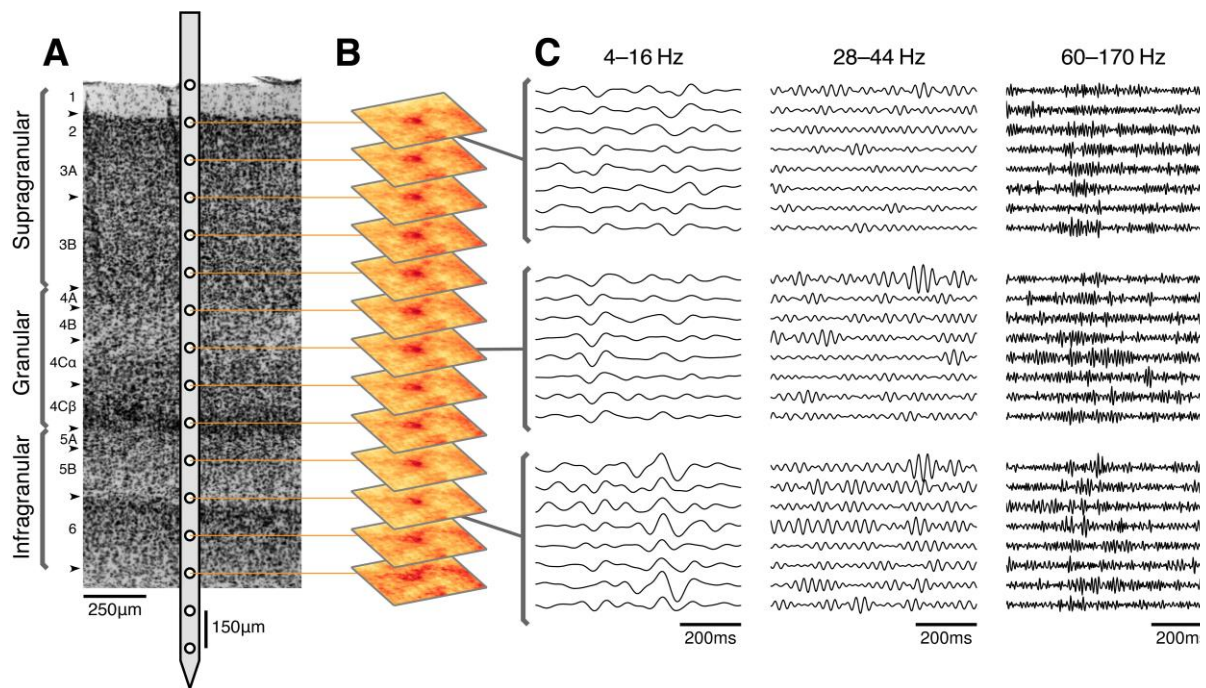 A
B
C
4–16 Hz
28–44 Hz
60–170 Hz
Supragranular
1
2
3A
3B
Granular
4A
4B
4Cα
4Cβ
Infragranular
5A
5B
6
250µm
150µm
200ms
200ms